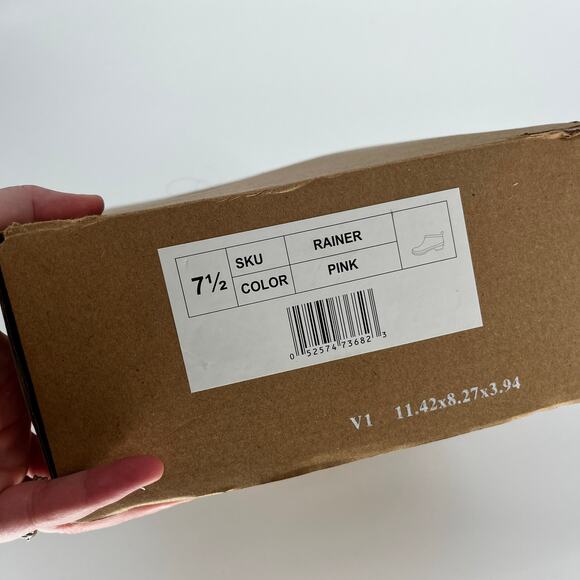 7½
SKU RAINER
COLOR PINK
0 52574 73682 3
V1 11.42x8.27x3.94